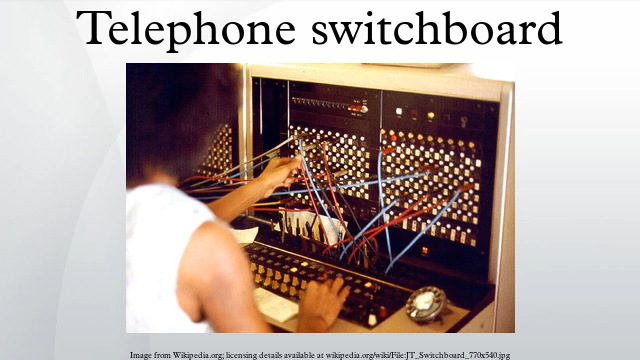 Telephone switchboard
Image from Wikipedia.org; licensing details available at wikipedia.org/wiki/File:JT_Switchboard_770x540.jpg